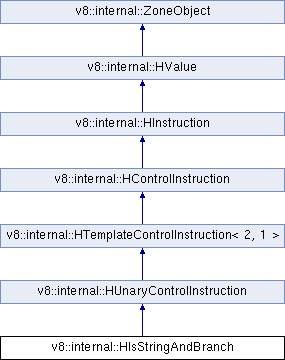 v8::internal::ZoneObject
v8::internal::HValue
v8::internal::HInstruction
v8::internal::HControlInstruction
v8::internal::HTemplateControlInstruction< 2, 1 >
v8::internal::HUnaryControlInstruction
v8::internal::HIsStringAndBranch